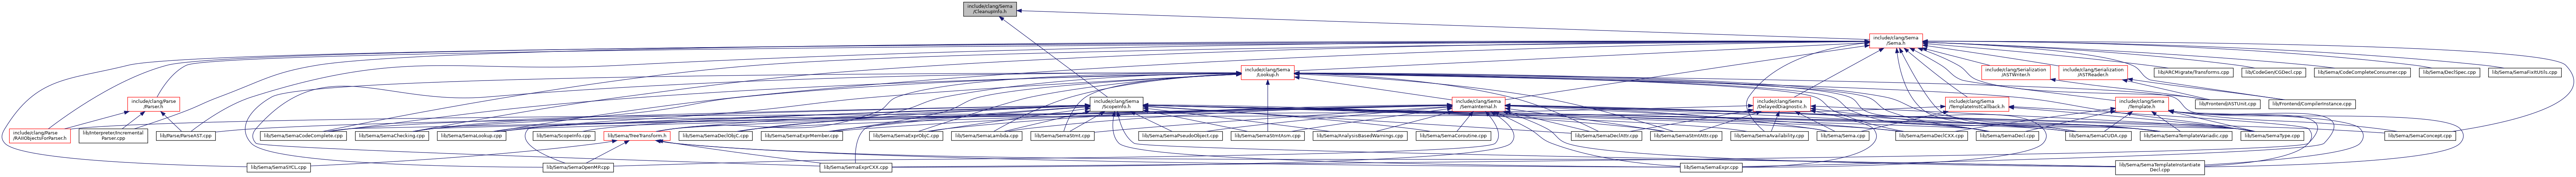 include/clang/Sema
/CleanupInfo.h
include/clang/Sema
/Sema.h
include/clang/Sema
/Lookup.h
include/clang/Serialization
/ASTWriter.h
include/clang/Serialization
/ASTReader.h
lib/ARCMigrate/Transforms.cpp
lib/CodeGen/CGDecl.cpp
lib/Sema/CodeCompleteConsumer.cpp
lib/Sema/DeclSpec.cpp
lib/Sema/SemaFixItUtils.cpp
include/clang/Parse
/Parser.h
include/clang/Sema
/ScopeInfo.h
include/clang/Sema
/SemaInternal.h
include/clang/Sema
/DelayedDiagnostic.h
include/clang/Sema
/TemplateInstCallback.h
include/clang/Sema
/Template.h
lib/Frontend/ASTUnit.cpp
lib/Frontend/CompilerInstance.cpp
include/clang/Parse
/RAIIObjectsForParser.h
lib/Interpreter/Incremental
Parser.cpp
lib/Parse/ParseAST.cpp
lib/Sema/SemaCodeComplete.cpp
lib/Sema/SemaChecking.cpp
lib/Sema/SemaLookup.cpp
lib/Sema/ScopeInfo.cpp
lib/Sema/TreeTransform.h
lib/Sema/SemaDeclObjC.cpp
lib/Sema/SemaExprMember.cpp
lib/Sema/SemaExprObjC.cpp
lib/Sema/SemaLambda.cpp
lib/Sema/SemaStmt.cpp
lib/Sema/SemaPseudoObject.cpp
lib/Sema/SemaStmtAsm.cpp
lib/Sema/AnalysisBasedWarnings.cpp
lib/Sema/SemaCoroutine.cpp
lib/Sema/SemaDeclAttr.cpp
lib/Sema/SemaStmtAttr.cpp
lib/Sema/SemaAvailability.cpp
lib/Sema/Sema.cpp
lib/Sema/SemaDeclCXX.cpp
lib/Sema/SemaDecl.cpp
lib/Sema/SemaCUDA.cpp
lib/Sema/SemaTemplateVariadic.cpp
lib/Sema/SemaType.cpp
lib/Sema/SemaConcept.cpp
lib/Sema/SemaSYCL.cpp
lib/Sema/SemaOpenMP.cpp
lib/Sema/SemaExprCXX.cpp
lib/Sema/SemaExpr.cpp
lib/Sema/SemaTemplateInstantiate
Decl.cpp